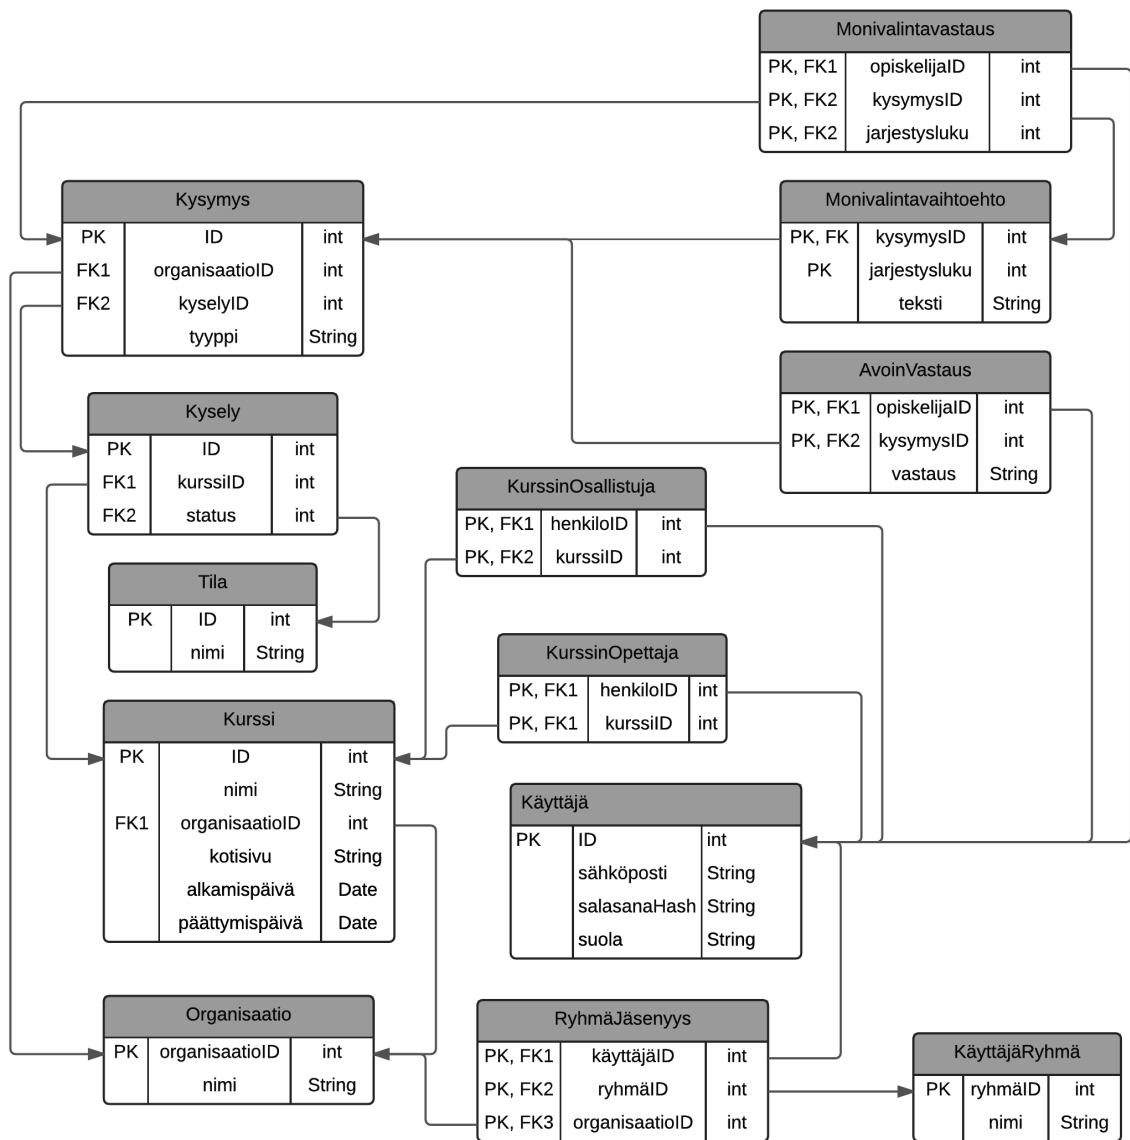 Monivalintavastaus
PK, FK1 opiskelijaID int
PK, FK2 kysymysID int
PK, FK2 jarjestysluku int
Kysymys
PK ID int
FK1 organisaatioID int
FK2 kyselyID int
tyyppi String
Monivalintavaihtoehto
PK, FK kysymysID int
PK jarjestysluku int
teksti String
AvoinVastaus
PK, FK1 opiskelijaID int
PK, FK2 kysymysID int
vastaus String
Kysely
PK ID int
FK1 kurssiID int
FK2 status int
KurssinOsallistuja
PK, FK1 henkiloID int
PK, FK2 kurssiID int
Tila
PK ID int
nimi String
KurssinOpettaja
PK, FK1 henkiloID int
PK, FK1 kurssiID int
Kurssi
PK ID int
nimi String
FK1 organisaatioID int
kotisivu String
alkamispäivä Date
päättymispäivä Date
Käyttäjä
PK ID int
sähköposti String
salasanaHash String
suola String
Organisaatio
PK organisaatioID int
nimi String
RyhmäJäsenyys
PK, FK1 käyttäjäID int
PK, FK2 ryhmäID int
PK, FK3 organisaatioID int
KäyttäjäRyhmä
PK ryhmäID int
nimi String